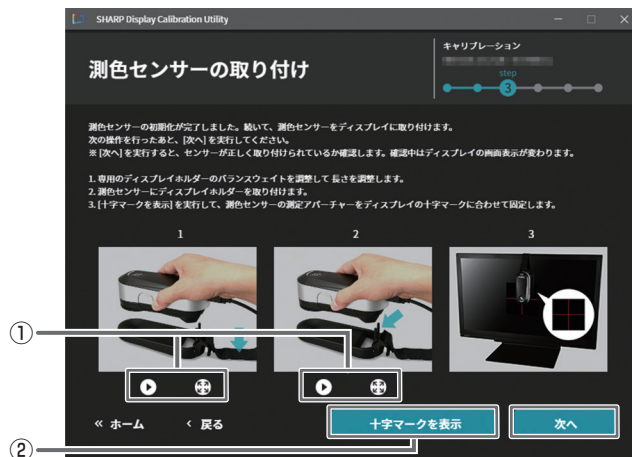 SHARP Display Calibration Utility
測色センサーの取り付け
キャリブレーション
step
3
測色センサーの初期化が完了しました。続いて、測色センサーをディスプレイに取り付けます。
次の操作を行ったあと、[次へ] を実行してください。
※ [次へ] を実行すると、センサーが正しく取り付けられているか確認します。確認中はディスプレイの画面表示が変わります。
1. 専用のディスプレイホルダーのバランスウェイトを調整して 長さを調整します。
2. 測色センサーにディスプレイホルダーを取り付けます。
3. [十字マークを表示] を実行して、測色センサーの測定アパーチャーをディスプレイの十字マークに合わせて固定します。
1
2
3
①
« ホーム
‹ 戻る
十字マークを表示
次へ
②